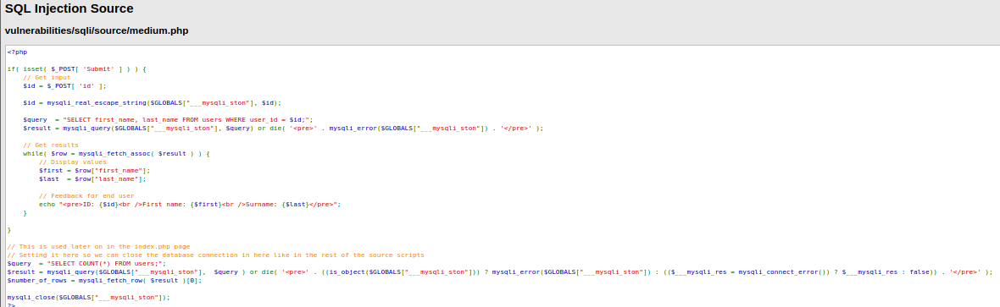 SQL Injection Source
vulnerabilities/sqli/source/medium.php
<?php
if( isset( $_POST[ 'Submit' ] ) ) {
// Get input
$id = $_POST[ 'id' ];
$id = mysqli_real_escape_string($GLOBALS["___mysqli_ston"], $id);
$query  = "SELECT first_name, last_name FROM users WHERE user_id = $id;";
$result = mysqli_query($GLOBALS["___mysqli_ston"], $query) or die( '<pre>' . mysqli_error($GLOBALS["___mysqli_ston"]) . '</pre>' );
// Get results
while( $row = mysqli_fetch_assoc( $result ) ) {
// Display values
$first = $row["first_name"];
$last  = $row["last_name"];
// Feedback for end user
echo "<pre>ID: {$id}<br />First name: {$first}<br />Surname: {$last}</pre>";
}
}
// This is used later on in the index.php page
// Setting it here so we can close the database connection in here like in the rest of the source scripts
$query  = "SELECT COUNT(*) FROM users;";
$result = mysqli_query($GLOBALS["___mysqli_ston"],  $query ) or die( '<pre>' . ((is_object($GLOBALS["___mysqli_ston"])) ? mysqli_error($GLOBALS["___mysqli_ston"]) : (($___mysqli_res = mysqli_connect_error()) ? $___mysqli_res : false)) . '</pre>' );
$number_of_rows = mysqli_fetch_row( $result )[0];
mysqli_close($GLOBALS["___mysqli_ston"]);
?>